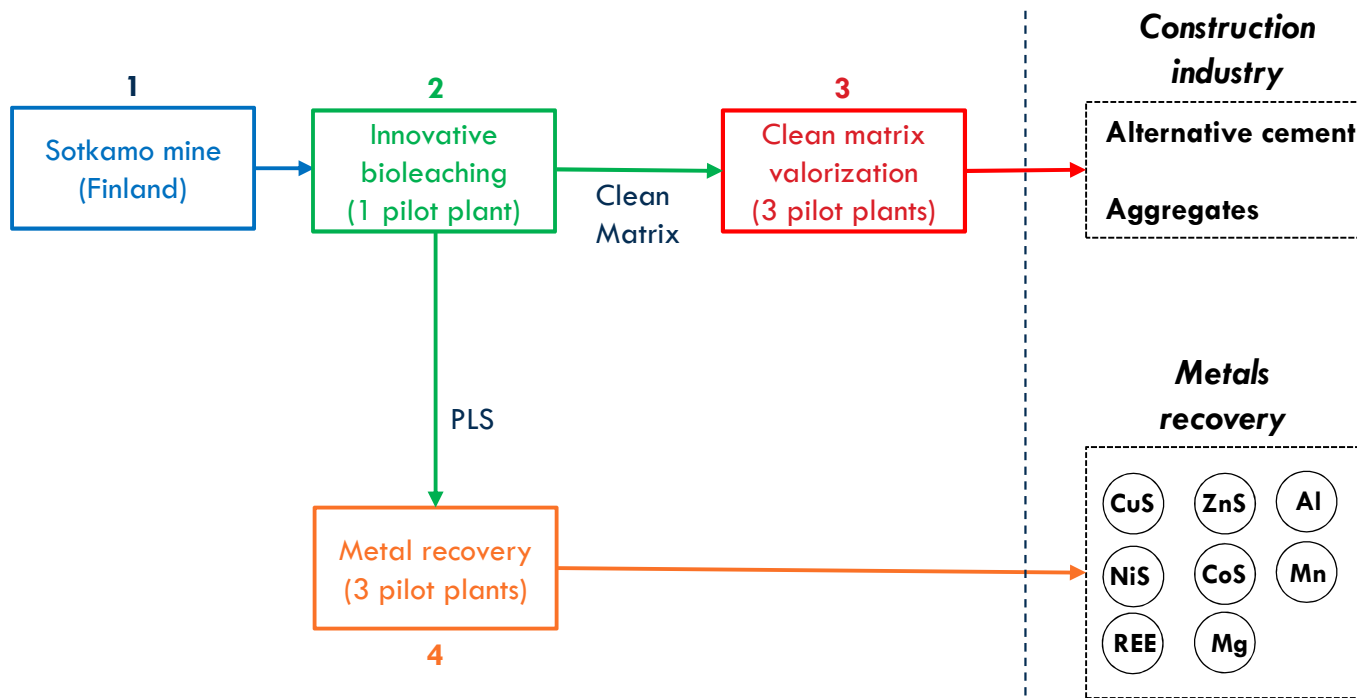 1
Sotkamo mine
(Finland)
2
Innovative
bioleaching
(1 pilot plant)
Clean
Matrix
3
Clean matrix
valorization
(3 pilot plants)
Construction
industry
Alternative cement
Aggregates
PLS
Metal recovery
(3 pilot plants)
4
Metals
recovery
CuS ZnS Al
NiS CoS Mn
REE Mg